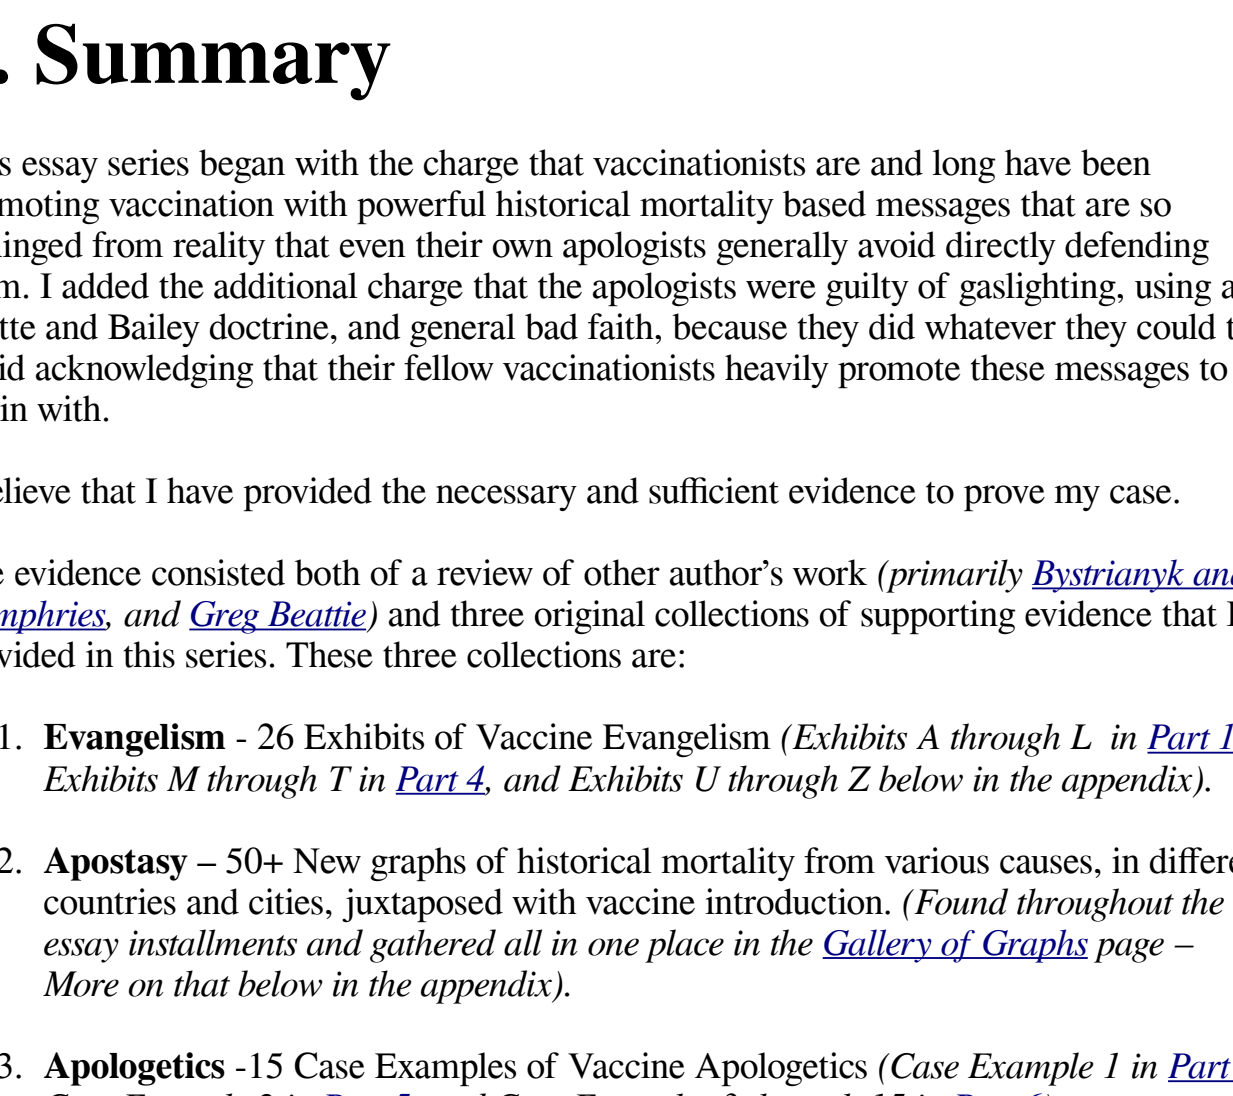 . Summary
s essay series began with the charge that vaccinationists are and long have been
moting vaccination with powerful historical mortality based messages that are so
inged from reality that even their own apologists generally avoid directly defending
m. I added the additional charge that the apologists were guilty of gaslighting, using a
tte and Bailey doctrine, and general bad faith, because they did whatever they could t
id acknowledging that their fellow vaccinationists heavily promote these messages to
in with.
elieve that I have provided the necessary and sufficient evidence to prove my case.
e evidence consisted both of a review of other author’s work (primarily Bystrianyk and
mphries, and Greg Beattie) and three original collections of supporting evidence that I
vided in this series. These three collections are:
1. Evangelism - 26 Exhibits of Vaccine Evangelism (Exhibits A through L in Part 1
Exhibits M through T in Part 4, and Exhibits U through Z below in the appendix).
2. Apostasy – 50+ New graphs of historical mortality from various causes, in differe
countries and cities, juxtaposed with vaccine introduction. (Found throughout the
essay installments and gathered all in one place in the Gallery of Graphs page –
More on that below in the appendix).
3. Apologetics -15 Case Examples of Vaccine Apologetics (Case Example 1 in Part